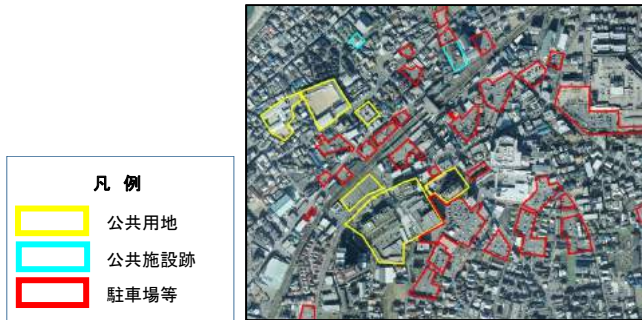 凡 例
公共用地
公共施設跡
駐車場等